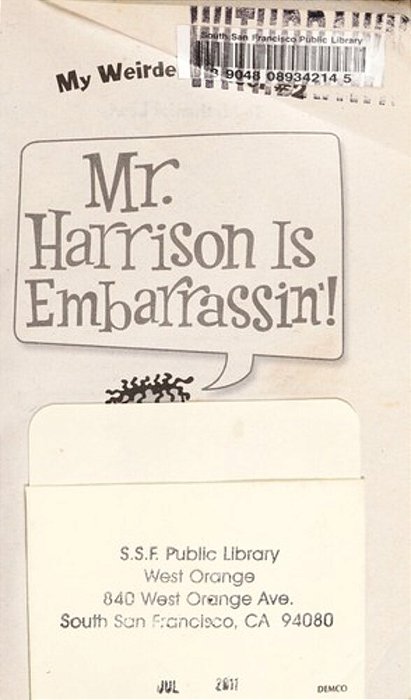 South San Francisco Public Library
9048 08934214 5
My Weirde
#2
Mr.
Harrison Is
Embarrassin'!
S.S.F. Public Library
West Orange
840 West Orange Ave.
South San Francisco, CA 94080
JUL 2011
DEMCO